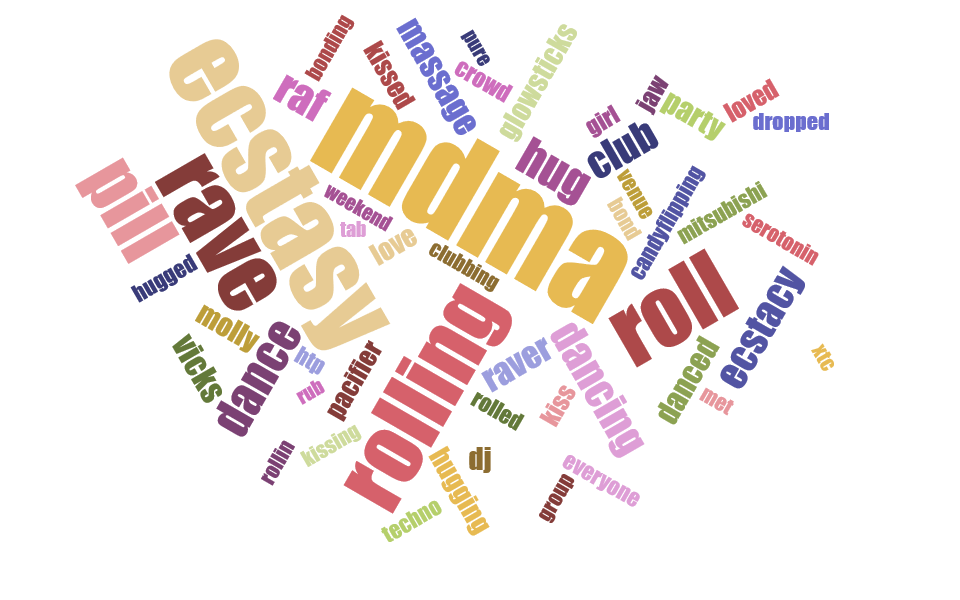 bonding
massage
pure
glowsticks
kissed
crowd
ecstasy
raf
jaw
party
loved
dropped
girl
mdma
hug
club
venue
pill
rave
weekend
tab
love
bond
candyflipping
mitsubishi
serotonin
hugged
clubbing
roll
ecstacy
molly
rolling
vicks
dance
htp
rub
pacifier
raver
dancing
danced
xtc
met
rolled
kiss
rollin
kissing
hugging
dj
everyone
group
techno